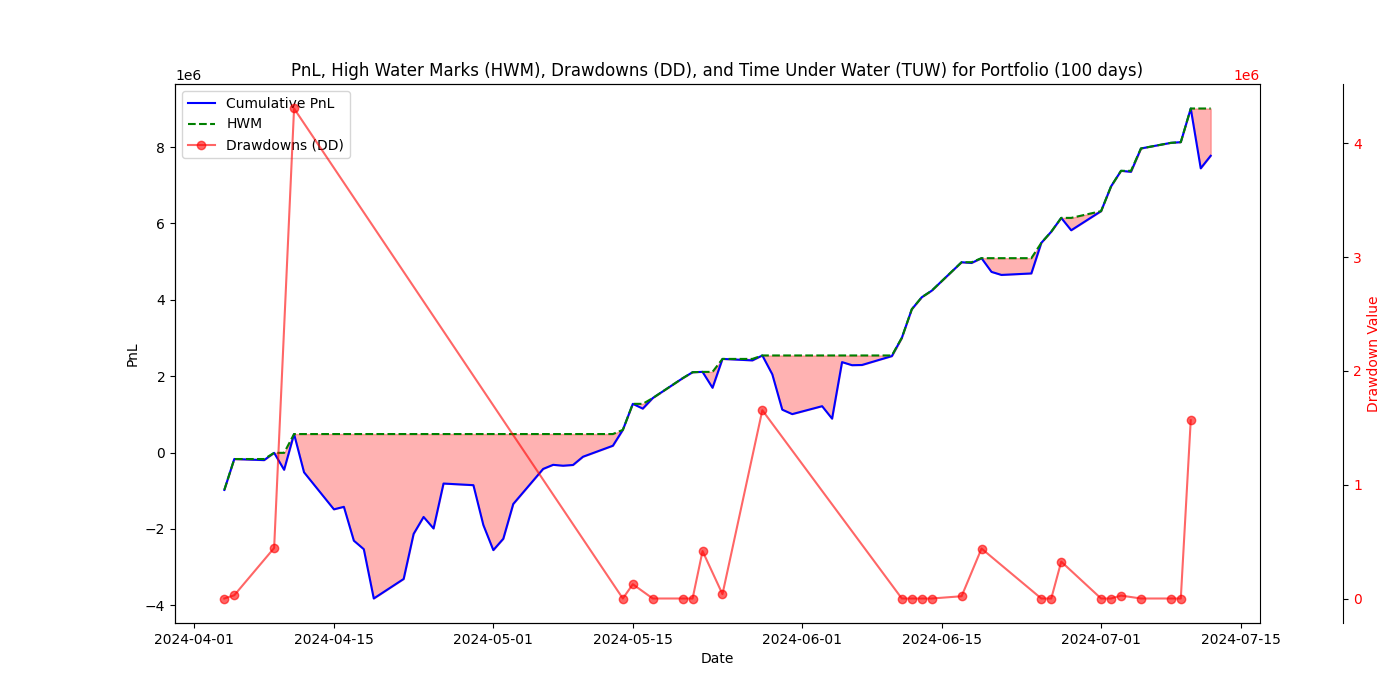 PnL, High Water Marks (HWM), Drawdowns (DD), and Time Under Water (TUW) for Portfolio (100 days)
1e6
1e6
Cumulative PnL
HWM
Drawdowns (DD)
8
6
4
2
0
−2
−4
PnL
4
3
2
1
0
Drawdown Value
2024-04-01
2024-04-15
2024-05-01
2024-05-15
2024-06-01
2024-06-15
2024-07-01
2024-07-15
Date